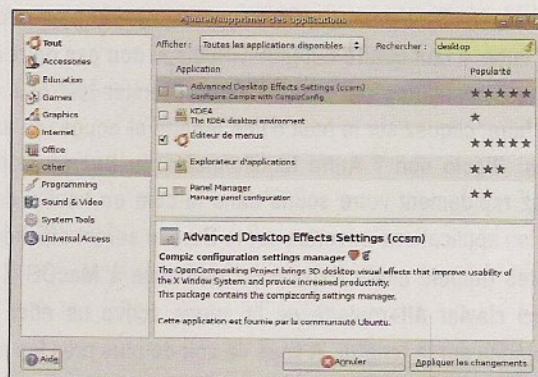 Ajouter/supprimer des applications
Afficher : Toutes les applications disponibles Rechercher : desktop
Tout
Accessories
Education
Games
Graphics
Internet
Office
Other
Programming
Sound & Video
System Tools
Universal Access
Application Popularité
Advanced Desktop Effects Settings (ccsm)
Configure Compiz with CompizConfig
KDE4
The KDE4 desktop environment
Éditeur de menus
Explorateur d'applications
Panel Manager
Manage panel configuration
Advanced Desktop Effects Settings (ccsm)
Compiz configuration settings manager
The OpenCompositing Project brings 3D desktop visual effects that improve usability of
the X Window System and provide increased productivity.
This package contains the compizconfig settings manager.
Cette application est fournie par la communauté Ubuntu.
Aide Annuler Appliquer les changements